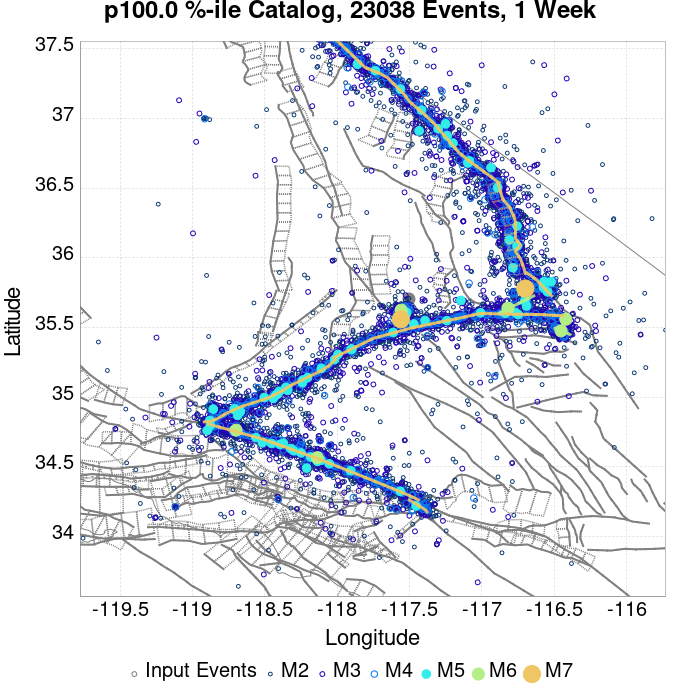 p100.0 %-ile Catalog, 23038 Events, 1 Week
37.5
37
36.5
36
35.5
35
34.5
34
Latitude
-119.5 -119 -118.5 -118 -117.5 -117 -116.5 -116
Longitude
Input Events M2 M3 M4 M5 M6 M7